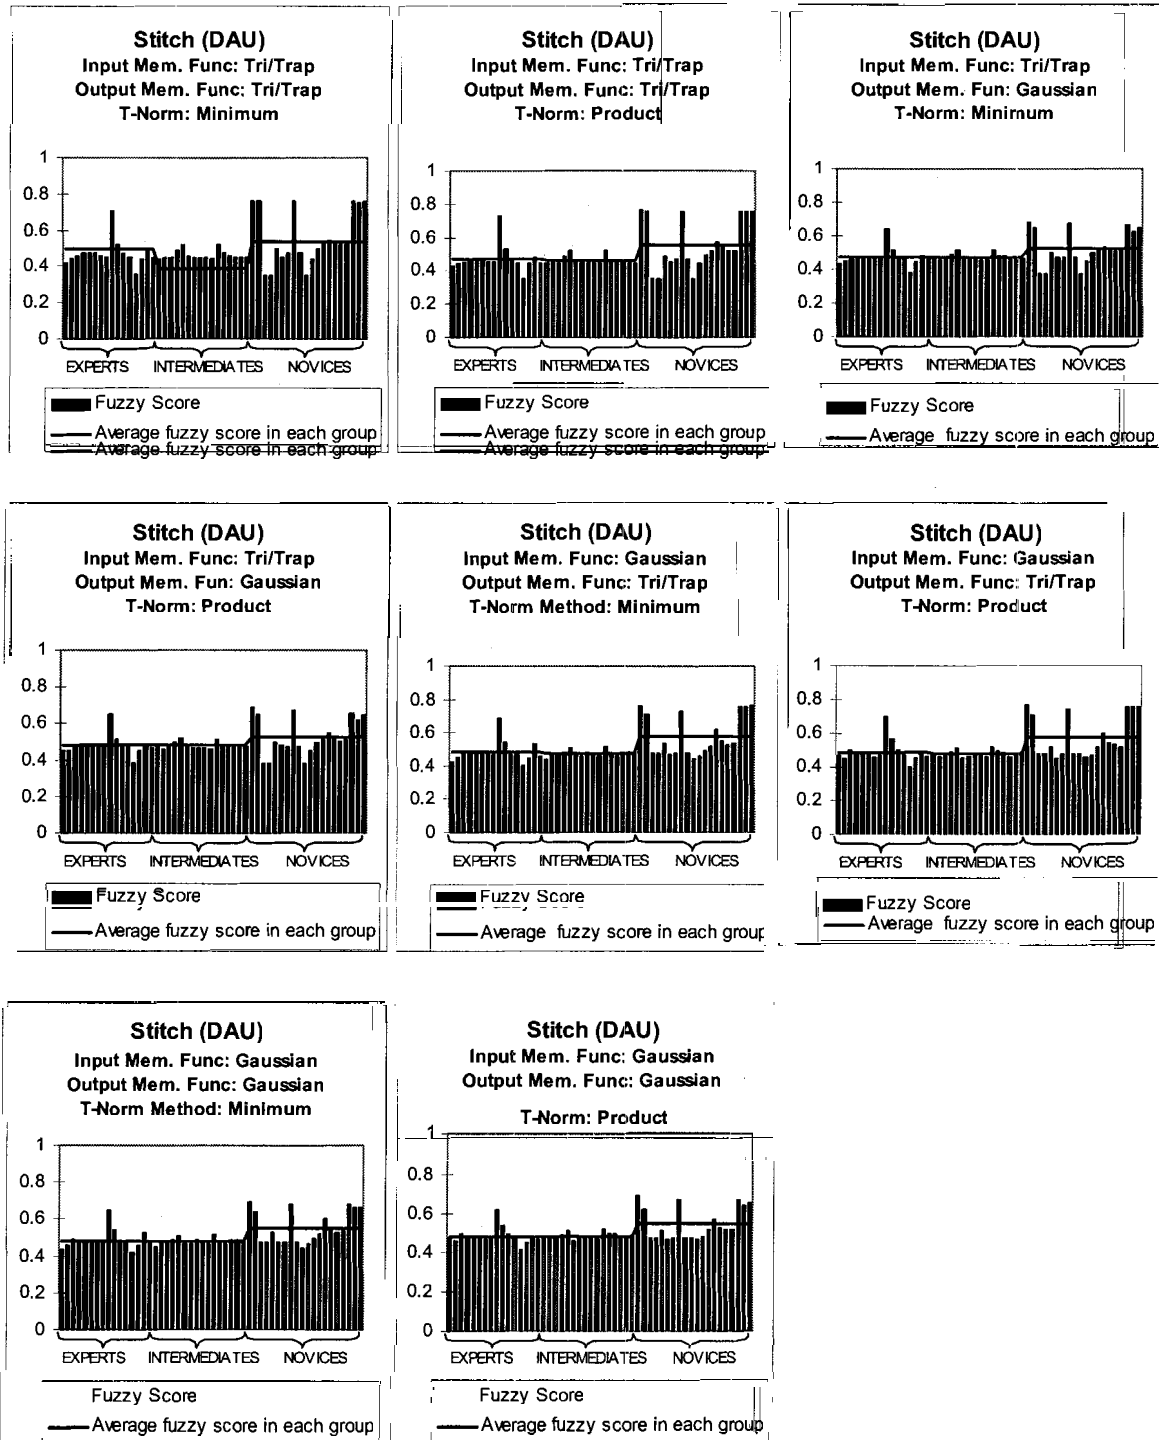 Stitch (DAU)
Input Mem. Func: Tri/Trap
Output Mem. Func: Tri/Trap
T-Norm: Minimum
1
0.8
0.6
0.4
0.2
0
EXPERTS INTERMEDIATES NOVICES
Fuzzy Score
Average fuzzy score in each group
Average fuzzy score in each group
Stitch (DAU)
Input Mem. Func: Tri/Trap
Output Mem. Func: Tri/Trap
T-Norm: Product
1
0.8
0.6
0.4
0.2
0
EXPERTS INTERMEDIATES NOVICES
Fuzzy Score
Average fuzzy score in each group
Average fuzzy score in each group
Stitch (DAU)
Input Mem. Func: Tri/Trap
Output Mem. Fun: Gaussian
T-Norm: Minimum
1
0.8
0.6
0.4
0.2
0
EXPERTS INTERMEDIATES NOVICES
Fuzzy Score
Average fuzzy score in each group
Stitch (DAU)
Input Mem. Func: Tri/Trap
Output Mem. Fun: Gaussian
T-Norm: Product
1
0.8
0.6
0.4
0.2
0
EXPERTS INTERMEDIATES NOVICES
Fuzzy Score
Average fuzzy score in each group
Stitch (DAU)
Input Mem. Func: Gaussian
Output Mem. Func: Tri/Trap
T-Norm Method: Minimum
1
0.8
0.6
0.4
0.2
0
EXPERTS INTERMEDIATES NOVICES
Fuzzy Score
Average fuzzy score in each group
Stitch (DAU)
Input Mem. Func: Gaussian
Output Mem. Func: Tri/Trap
T-Norm: Product
1
0.8
0.6
0.4
0.2
0
EXPERTS INTERMEDIATES NOVICES
Fuzzy Score
Average fuzzy score in each group
Stitch (DAU)
Input Mem. Func: Gaussian
Output Mem. Func: Gaussian
T-Norm Method: Minimum
1
0.8
0.6
0.4
0.2
0
EXPERTS INTERMEDIATES NOVICES
Fuzzy Score
Average fuzzy score in each group
Stitch (DAU)
Input Mem. Func: Gaussian
Output Mem. Func: Gaussian
T-Norm: Product
1
0.8
0.6
0.4
0.2
0
EXPERTS INTERMEDIATES NOVICES
Fuzzy Score
Average fuzzy score in each group